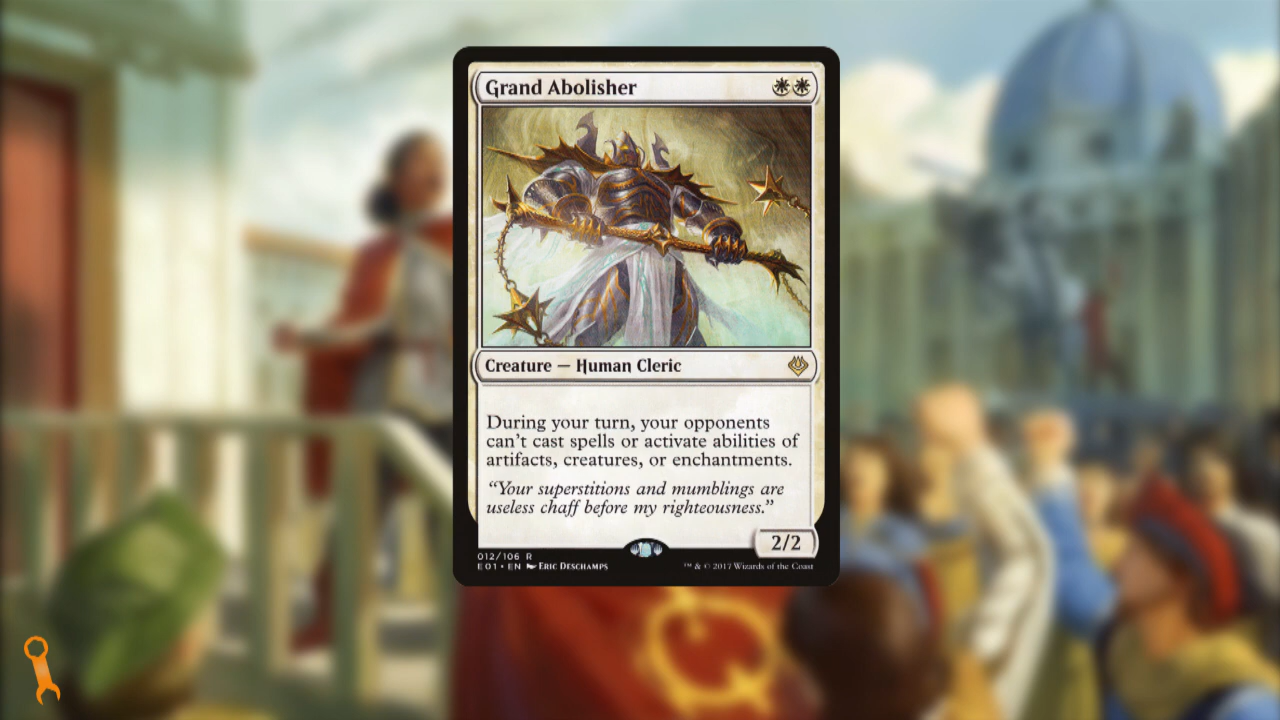 Grand Abolisher
Creature — Human Cleric
During your turn, your opponents
can't cast spells or activate abilities of
artifacts, creatures, or enchantments.
“Your superstitions and mumblings are
useless chaff before my righteousness.”
2/2
012/106 R
E01 • EN Eric Deschamps
™ & © 2017 Wizards of the Coast